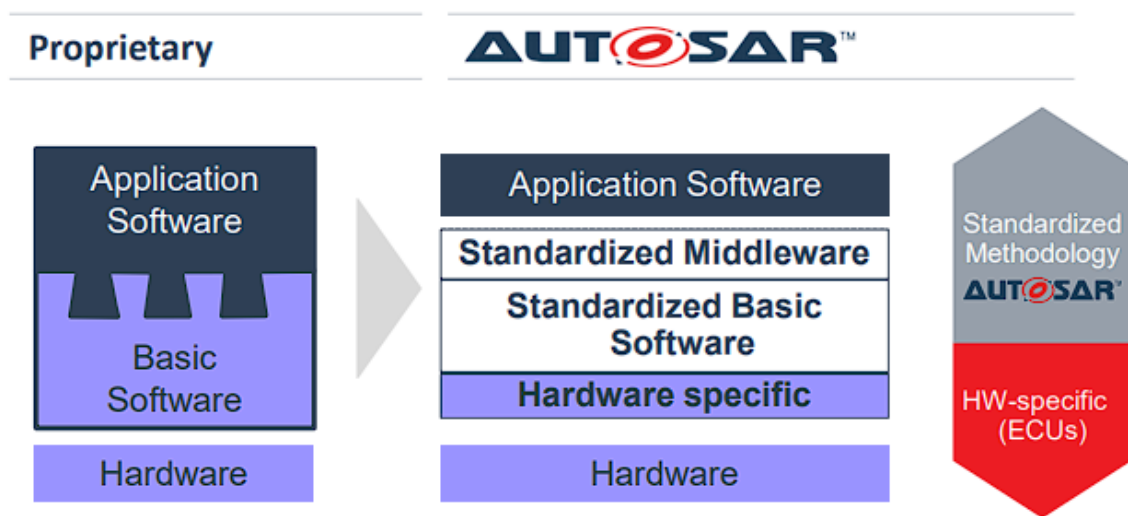 Proprietary
AUTOSAR™
Application
Software
Basic
Software
Hardware
Application Software
Standardized Middleware
Standardized Basic
Software
Hardware specific
Hardware
Standardized
Methodology
AUTOSAR™
HW-specific
(ECUs)